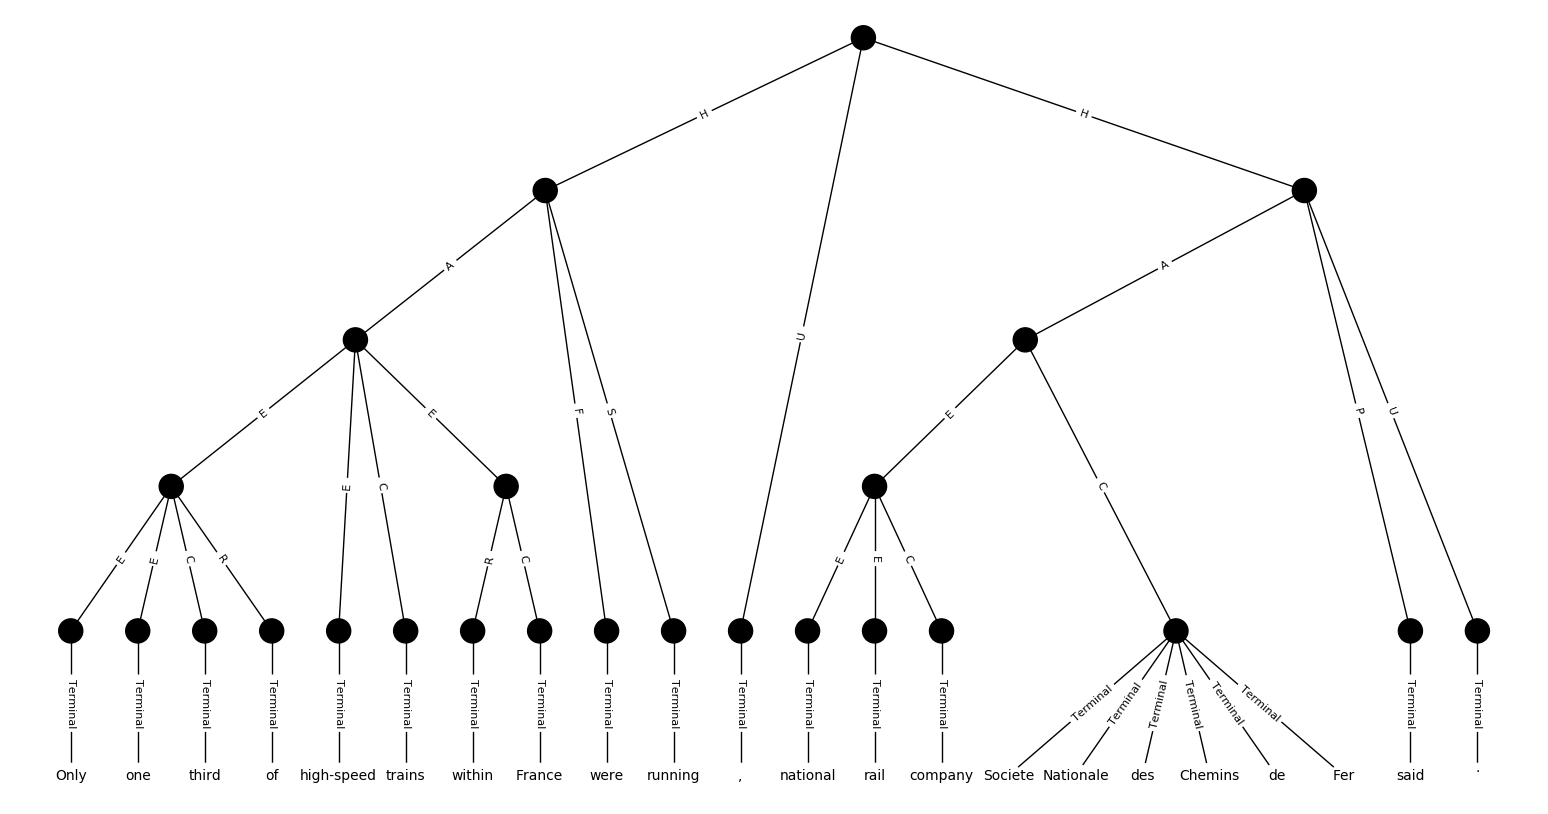 H H
A A
U
E E E
F S P U
E C C
E E C R R C E E C
Terminal Terminal Terminal Terminal Terminal Terminal Terminal Terminal Terminal Terminal Terminal Terminal Terminal Terminal Terminal Terminal Terminal Terminal Terminal Terminal Terminal Terminal
Only one third of high-speed trains within France were running , national rail company Societe Nationale des Chemins de Fer said .